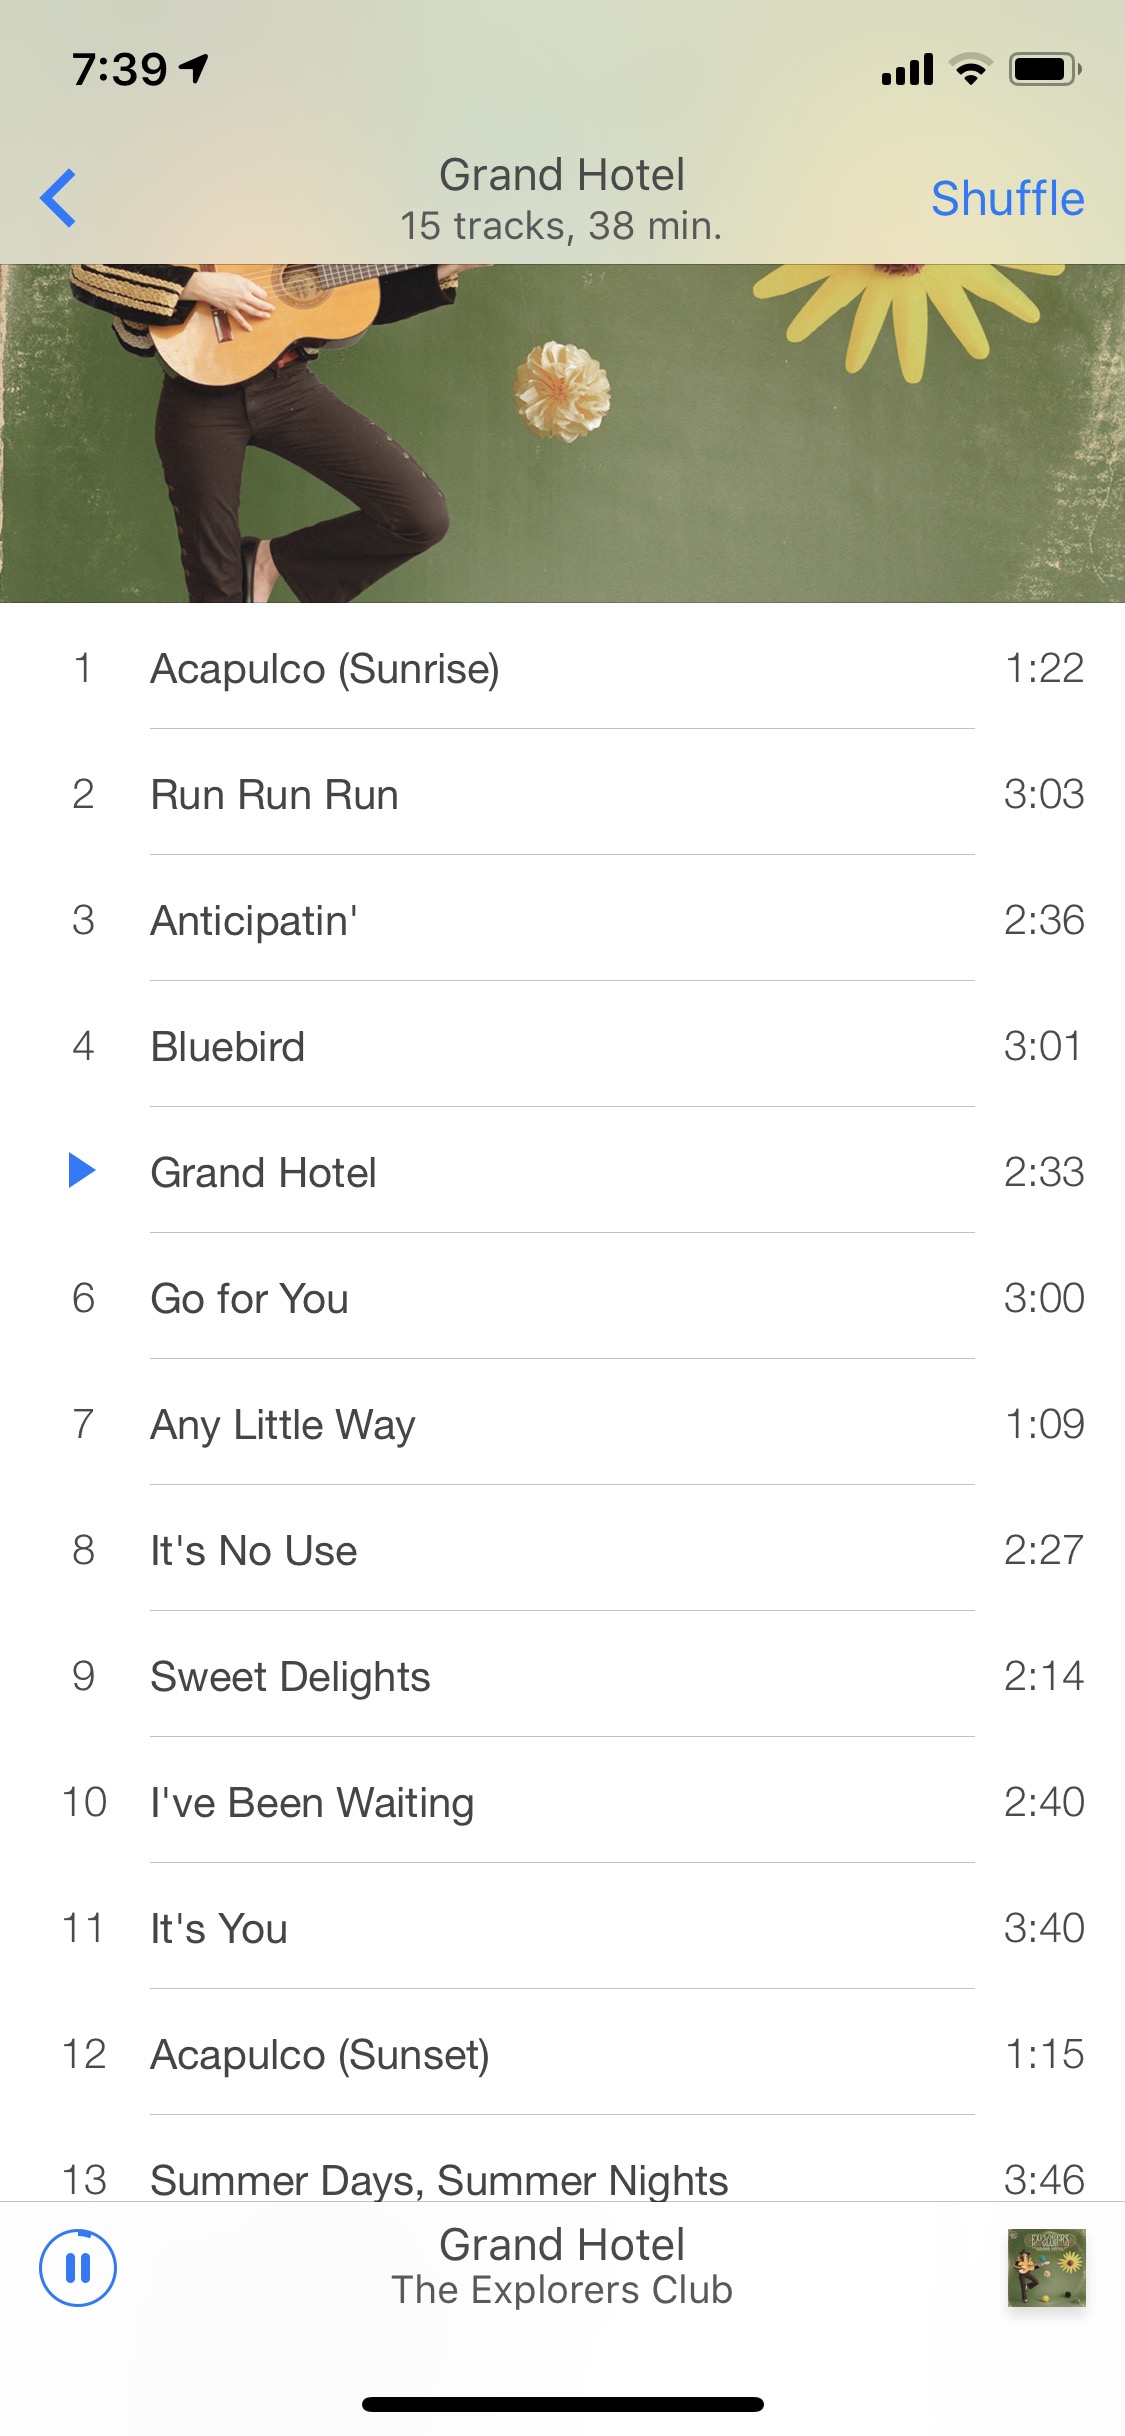 7:39
Grand Hotel
15 tracks, 38 min.
Shuffle
1 Acapulco (Sunrise) 1:22
2 Run Run Run 3:03
3 Anticipatin' 2:36
4 Bluebird 3:01
Grand Hotel 2:33
6 Go for You 3:00
7 Any Little Way 1:09
8 It's No Use 2:27
9 Sweet Delights 2:14
10 I've Been Waiting 2:40
11 It's You 3:40
12 Acapulco (Sunset) 1:15
13 Summer Days, Summer Nights 3:46
Grand Hotel
The Explorers Club
EXPLORERS
CLUB